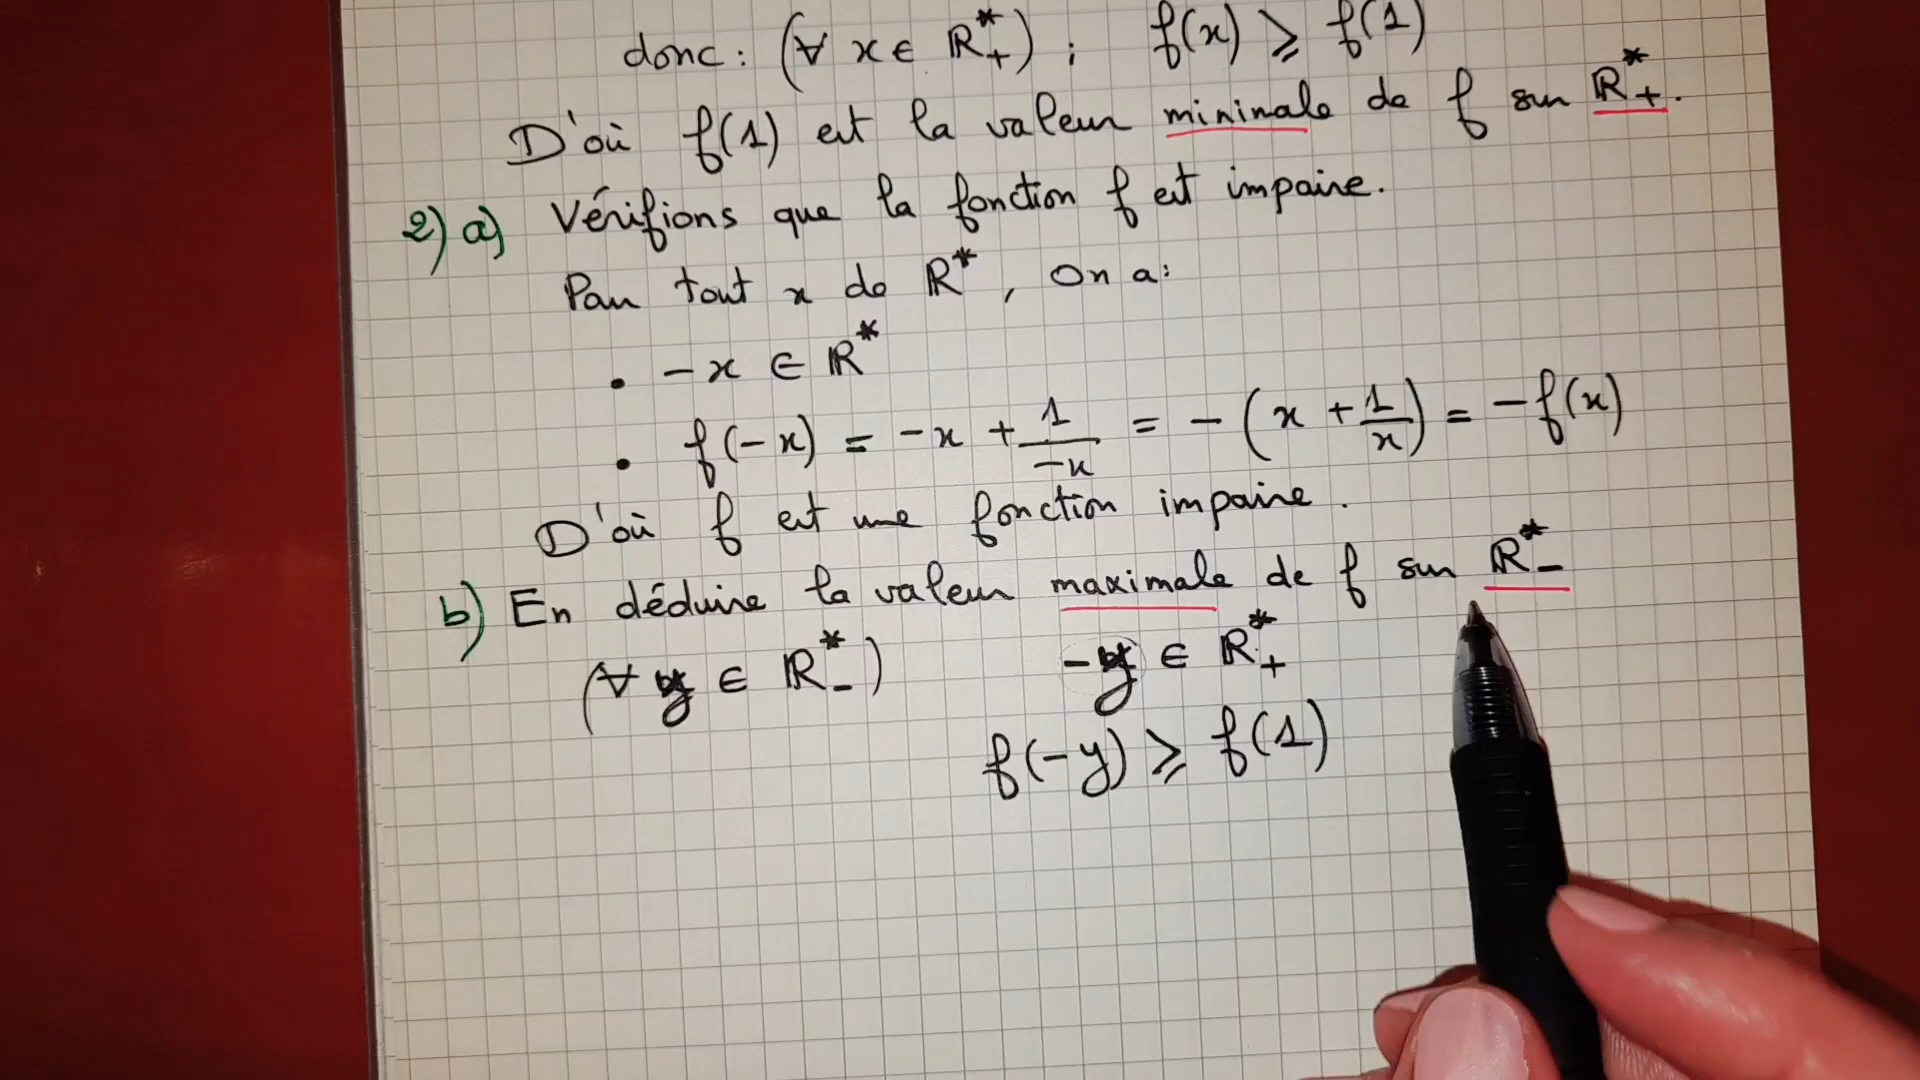 donc : (∀ x ∈ ℝ*₊) ; f(x) ⩾ f(1)
D'où f(1) est la valeur minimale de f sur ℝ*₊.
2) a) Vérifions que la fonction f est impaire.
Pour tout x de ℝ*, on a :
• -x ∈ ℝ*
• f(-x) = -x + 1/-x = -(x + 1/x) = -f(x)
D'où f est une fonction impaire.
b) En déduire la valeur maximale de f sur ℝ*₋
(∀ y ∈ ℝ*₋) -y ∈ ℝ*₊
f(-y) ⩾ f(1)